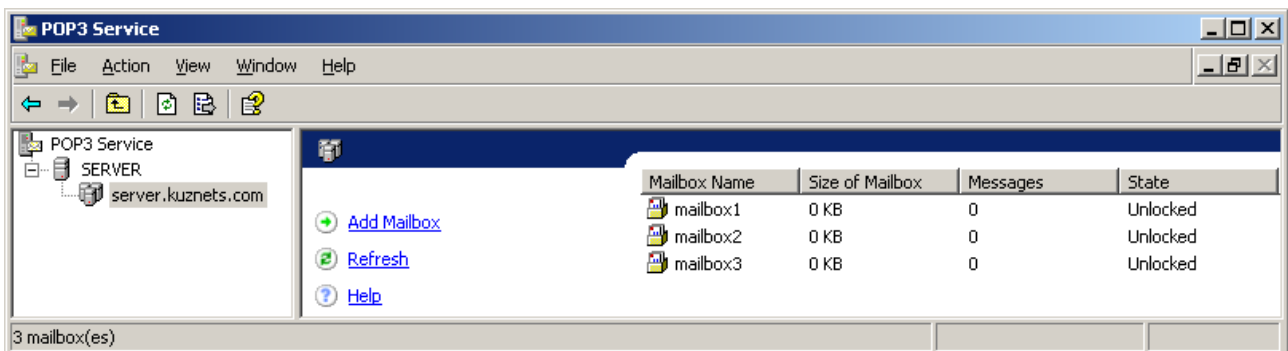 POP3 Service
File Action View Window Help
POP3 Service
SERVER
server.kuznets.com
Add Mailbox
Refresh
Help
Mailbox Name Size of Mailbox Messages State
mailbox1 0 KB 0 Unlocked
mailbox2 0 KB 0 Unlocked
mailbox3 0 KB 0 Unlocked
3 mailbox(es)